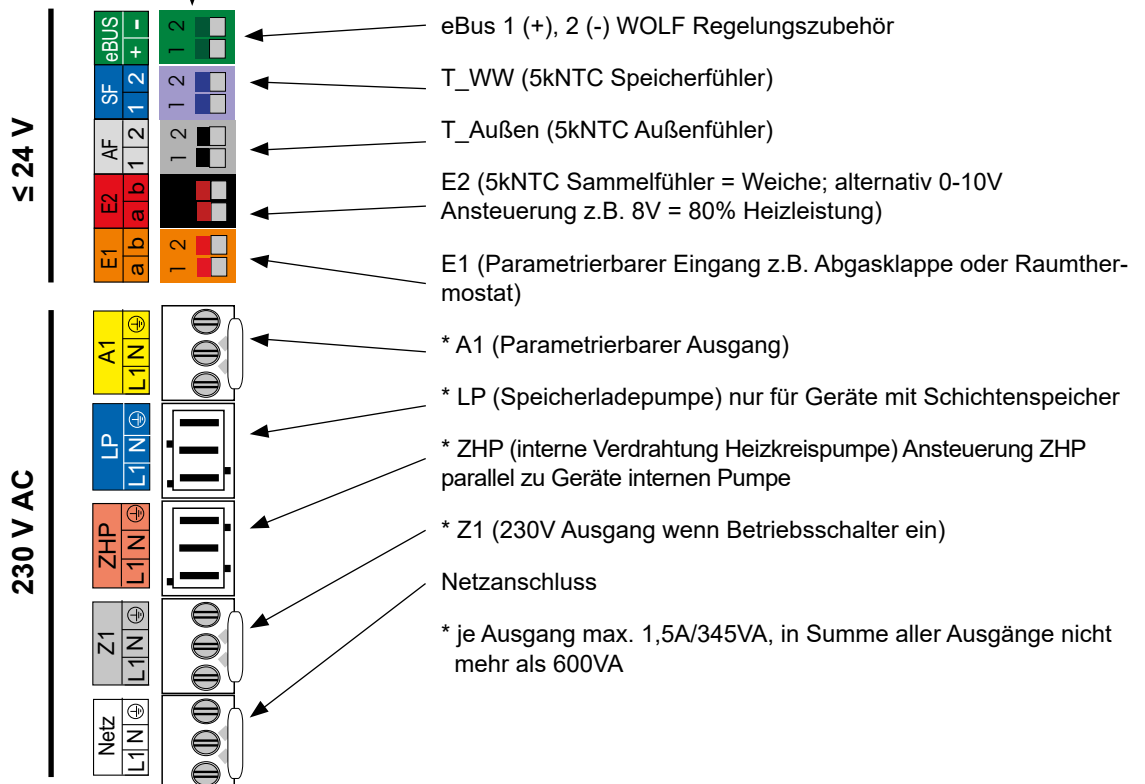 ≤ 24 V
230 V AC
eBUS + - 1 2
eBus 1 (+), 2 (-) WOLF Regelungszubehör
SF 1 2 1 2
T_WW (5kNTC Speicherfühler)
AF 1 2 1 2
T_Außen (5kNTC Außenfühler)
E2 a b
E2 (5kNTC Sammelfühler = Weiche; alternativ 0-10V
Ansteuerung z.B. 8V = 80% Heizleistung)
E1 a b 1 2
E1 (Parametrierbarer Eingang z.B. Abgasklappe oder Raumther-
mostat)
A1 L1 N ⏚
* A1 (Parametrierbarer Ausgang)
LP L1 N ⏚
* LP (Speicherladepumpe) nur für Geräte mit Schichtenspeicher
ZHP L1 N ⏚
* ZHP (interne Verdrahtung Heizkreispumpe) Ansteuerung ZHP
parallel zu Geräte internen Pumpe
Z1 L1 N ⏚
* Z1 (230V Ausgang wenn Betriebsschalter ein)
Netz L1 N ⏚
Netzanschluss
* je Ausgang max. 1,5A/345VA, in Summe aller Ausgänge nicht
mehr als 600VA